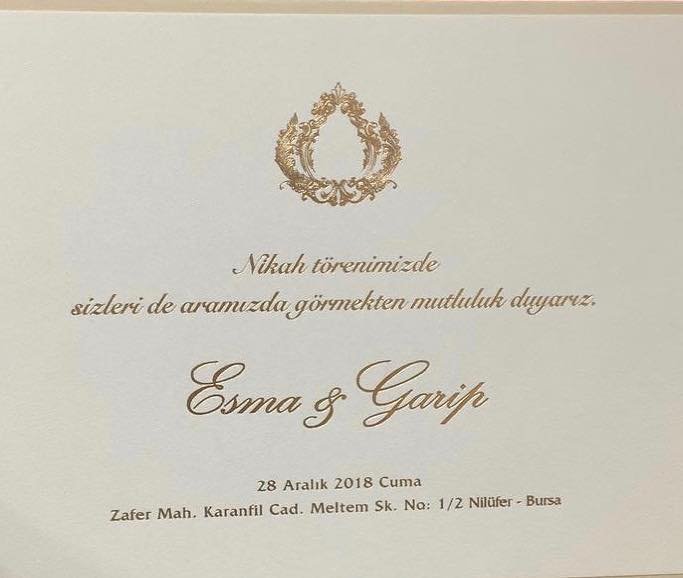 Nikah törenimizde
sizleri de aramızda görmekten mutluluk duyarız.
Esma & Garip
28 Aralık 2018 Cuma
Zafer Mah. Karanfil Cad. Meltem Sk. No: 1/2 Nilüfer - Bursa